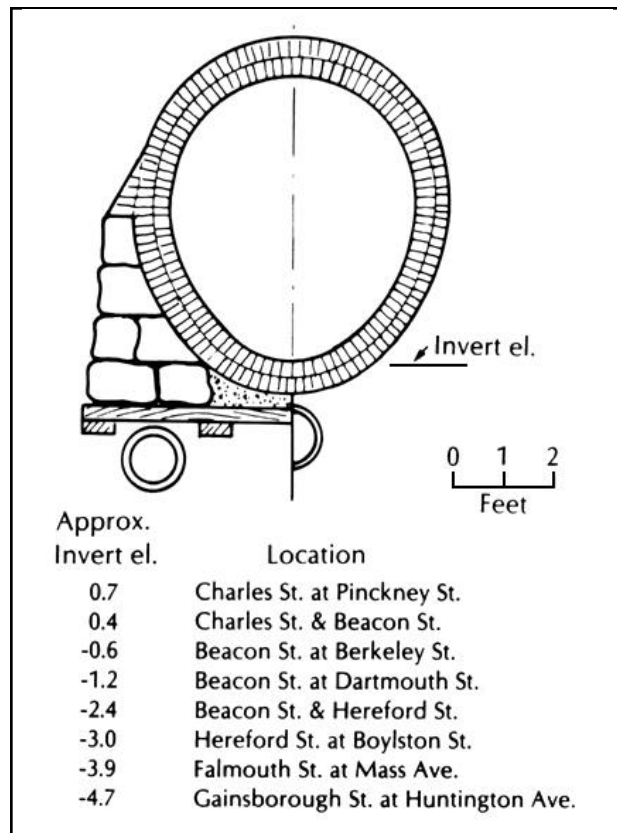 Invert el.
0 1 2
Feet
Approx.
Invert el. Location
0.7 Charles St. at Pinckney St.
0.4 Charles St. & Beacon St.
-0.6 Beacon St. at Berkeley St.
-1.2 Beacon St. at Dartmouth St.
-2.4 Beacon St. & Hereford St.
-3.0 Hereford St. at Boylston St.
-3.9 Falmouth St. at Mass Ave.
-4.7 Gainsborough St. at Huntington Ave.